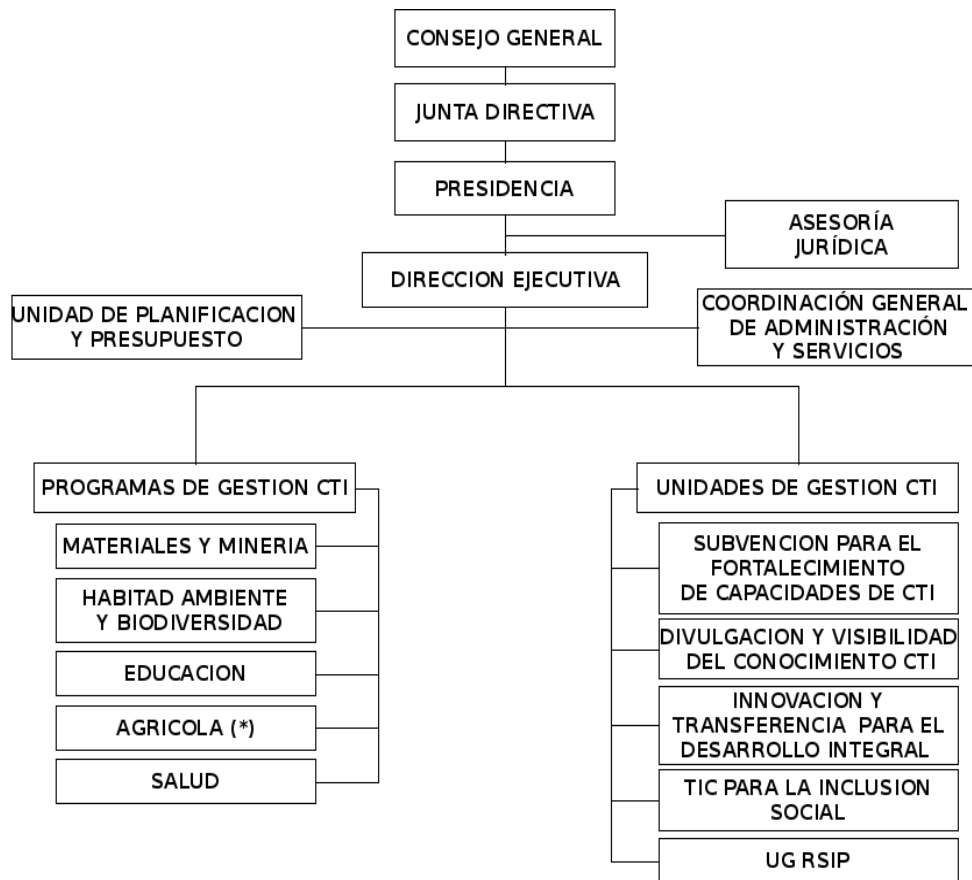 CONSEJO GENERAL
JUNTA DIRECTIVA
PRESIDENCIA
ASESORÍA
JURÍDICA
DIRECCION EJECUTIVA
UNIDAD DE PLANIFICACION
Y PRESUPUESTO
COORDINACIÓN GENERAL
DE ADMINISTRACIÓN
Y SERVICIOS
PROGRAMAS DE GESTION CTI
MATERIALES Y MINERIA
HABITAD AMBIENTE
Y BIODIVERSIDAD
EDUCACION
AGRICOLA (*)
SALUD
UNIDADES DE GESTION CTI
SUBVENCION PARA EL
FORTALECIMIENTO
DE CAPACIDADES DE CTI
DIVULGACION Y VISIBILIDAD
DEL CONOCIMIENTO CTI
INNOVACION Y
TRANSFERENCIA PARA EL
DESARROLLO INTEGRAL
TIC PARA LA INCLUSION
SOCIAL
UG RSIP